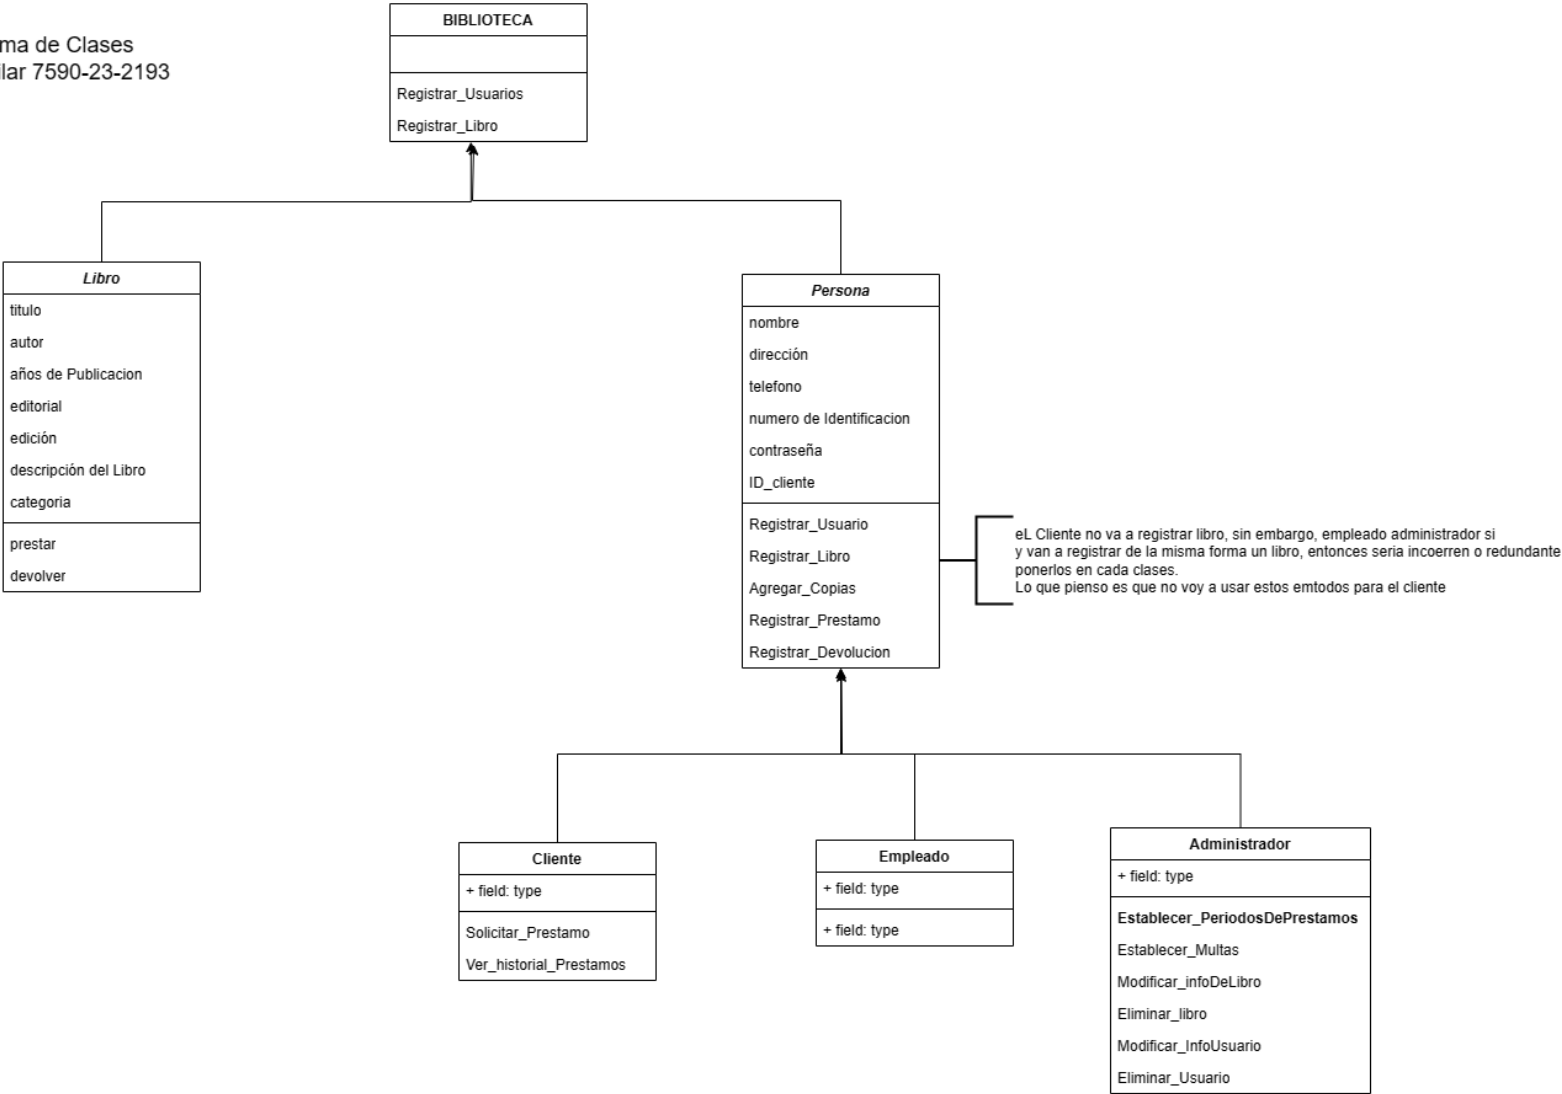 BIBLIOTECA
ma de Clases
lar 7590-23-2193
Registrar_Usuarios
Registrar_Libro
Libro
titulo
autor
años de Publicacion
editorial
edición
descripción del Libro
categoria
prestar
devolver
Persona
nombre
dirección
telefono
numero de Identificacion
contraseña
ID_cliente
Registrar_Usuario
Registrar_Libro
Agregar_Copias
Registrar_Prestamo
Registrar_Devolucion
eL Cliente no va a registrar libro, sin embargo, empleado administrador si
y van a registrar de la misma forma un libro, entonces seria incoerren o redundante
ponerlos en cada clases.
Lo que pienso es que no voy a usar estos emtodos para el cliente
Cliente
+ field: type
Solicitar_Prestamo
Ver_historial_Prestamos
Empleado
+ field: type
+ field: type
Administrador
+ field: type
Establecer_PeriodosDePrestamos
Establecer_Multas
Modificar_infoDeLibro
Eliminar_libro
Modificar_InfoUsuario
Eliminar_Usuario